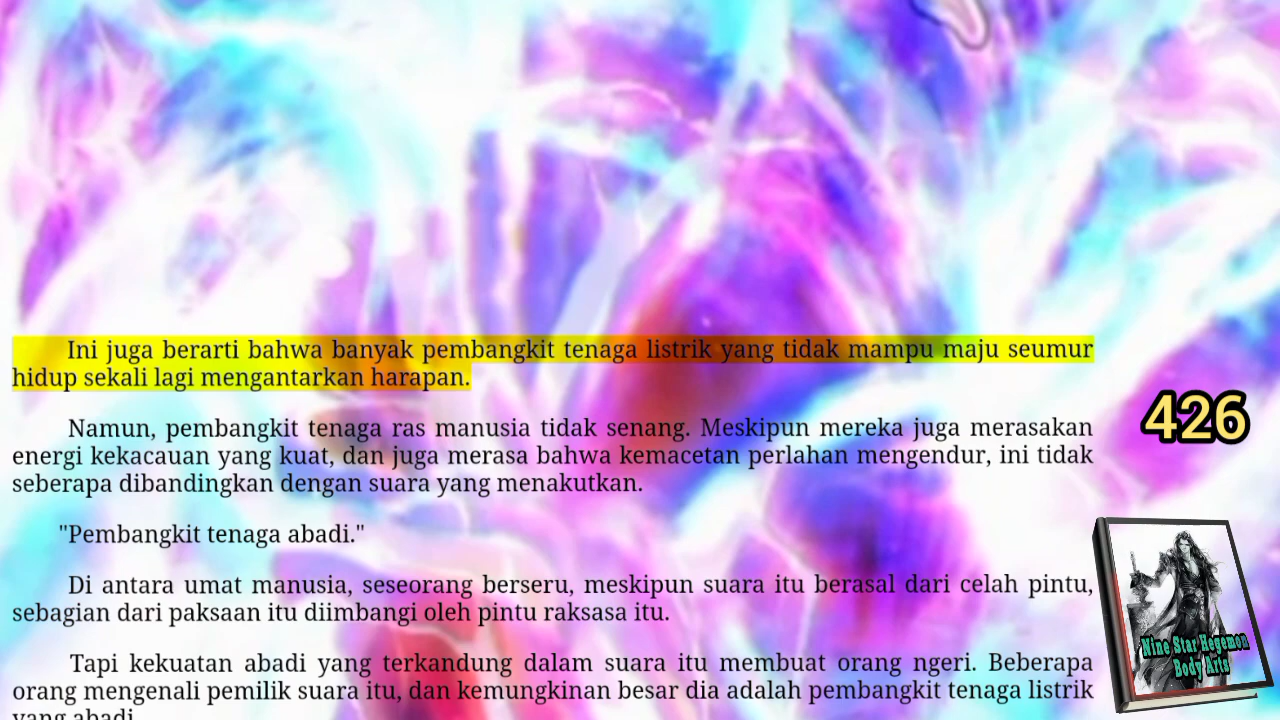 Ini juga berarti bahwa banyak pembangkit tenaga listrik yang tidak mampu maju seumur
hidup sekali lagi mengantarkan harapan.
Namun, pembangkit tenaga ras manusia tidak senang. Meskipun mereka juga merasakan
energi kekacauan yang kuat, dan juga merasa bahwa kemacetan perlahan mengendur, ini tidak
seberapa dibandingkan dengan suara yang menakutkan.
"Pembangkit tenaga abadi."
Di antara umat manusia, seseorang berseru, meskipun suara itu berasal dari celah pintu,
sebagian dari paksaan itu diimbangi oleh pintu raksasa itu.
Tapi kekuatan abadi yang terkandung dalam suara itu membuat orang ngeri. Beberapa
orang mengenali pemilik suara itu, dan kemungkinan besar dia adalah pembangkit tenaga listrik
yang abadi.
426
Nine Star Hegemon
Body Arts